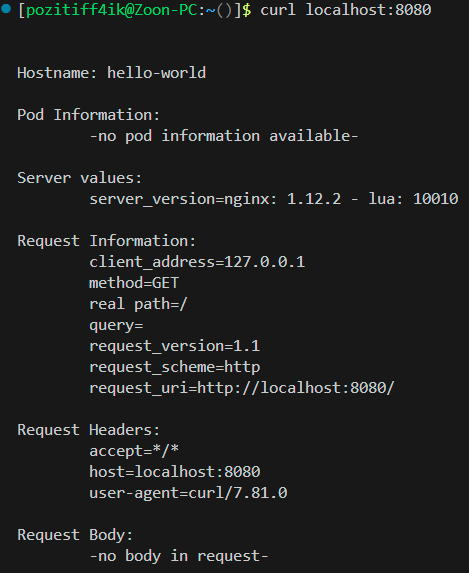 [pozitiff4ik@Zoon-PC:~()]$ curl localhost:8080
Hostname: hello-world
Pod Information:
-no pod information available-
Server values:
server_version=nginx: 1.12.2 - lua: 10010
Request Information:
client_address=127.0.0.1
method=GET
real path=/
query=
request_version=1.1
request_scheme=http
request_uri=http://localhost:8080/
Request Headers:
accept=*/*
host=localhost:8080
user-agent=curl/7.81.0
Request Body:
-no body in request-